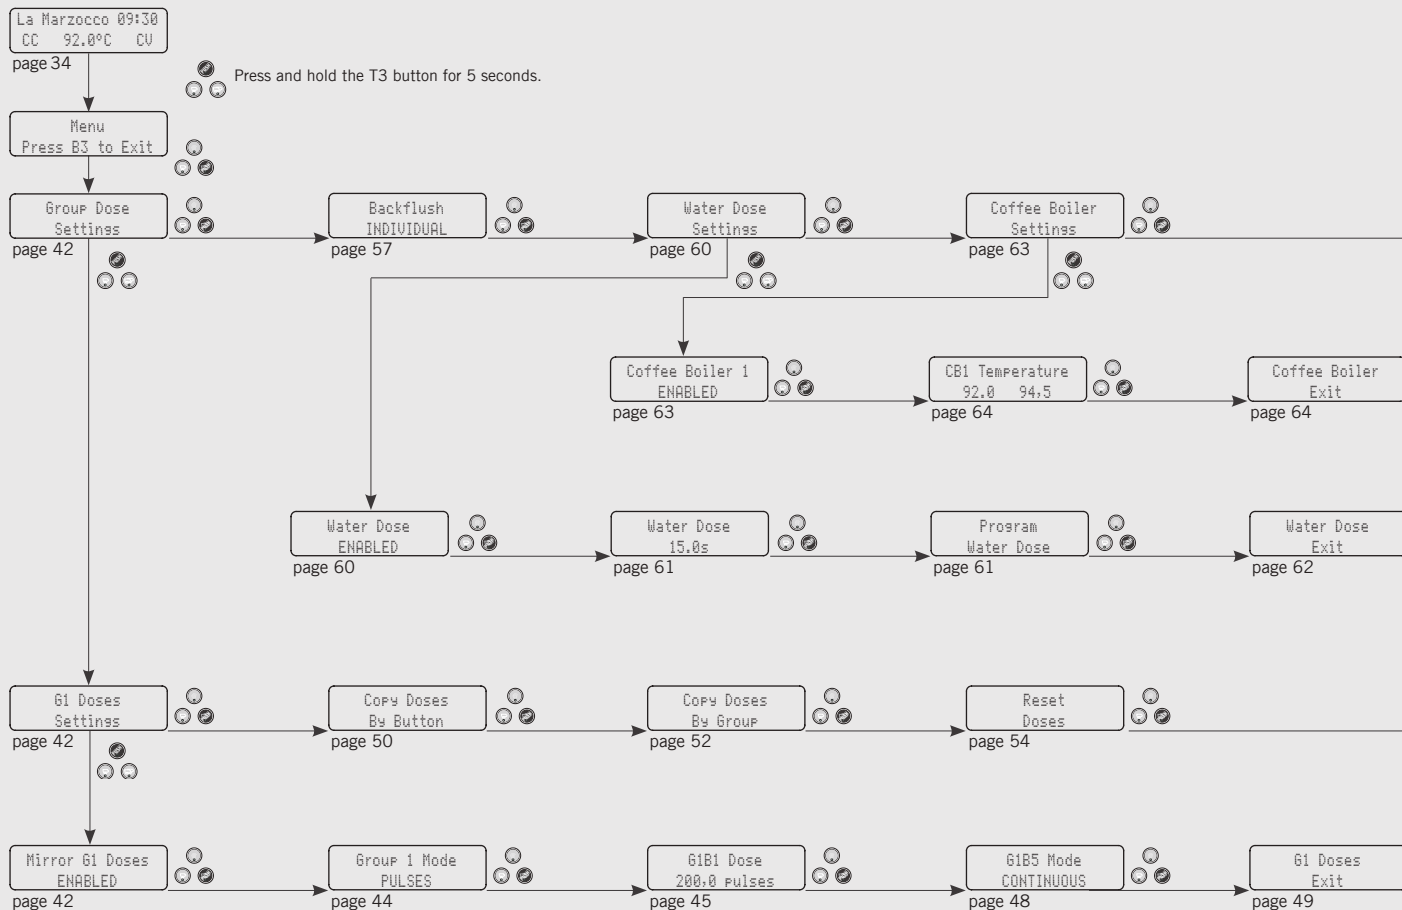 La Marzocco 09:30
CC 92.0°C CV
page 34
Press and hold the T3 button for 5 seconds.
Menu
Press B3 to Exit
Group Dose
Settings
page 42
Backflush
INDIVIDUAL
page 57
Water Dose
Settings
page 60
Coffee Boiler
Settings
page 63
Coffee Boiler 1
ENABLED
page 63
CB1 Temperature
92.0 94,5
page 64
Coffee Boiler
Exit
page 64
Water Dose
ENABLED
page 60
Water Dose
15.0s
page 61
Program
Water Dose
page 61
Water Dose
Exit
page 62
G1 Doses
Settings
page 42
Copy Doses
By Button
page 50
Copy Doses
By Group
page 52
Reset
Doses
page 54
Mirror G1 Doses
ENABLED
page 42
Group 1 Mode
PULSES
page 44
G1B1 Dose
200,0 pulses
page 45
G1B5 Mode
CONTINUOUS
page 48
G1 Doses
Exit
page 49